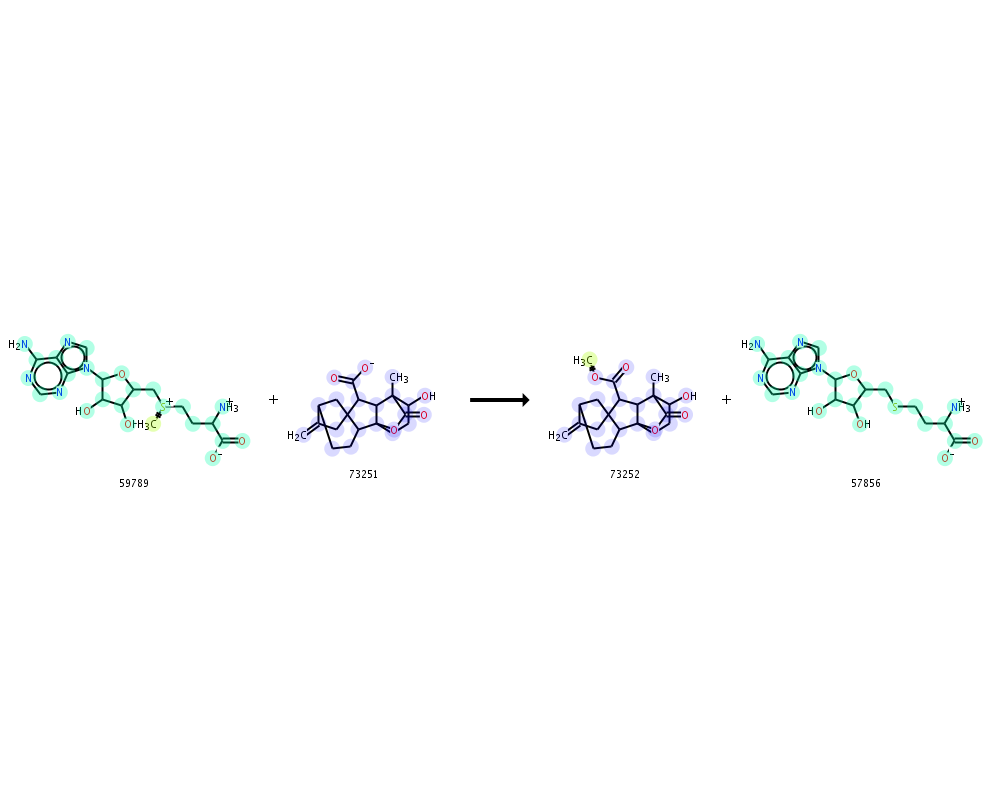 H2N N N N N N O OH HO S+ H3C NH3+ O O-
59789
+
O O- CH3 OH O O H2C
73251
H3C O O CH3 OH O O H2C
73252
+
H2N N N N N O HO OH S NH3+ O O-
57856